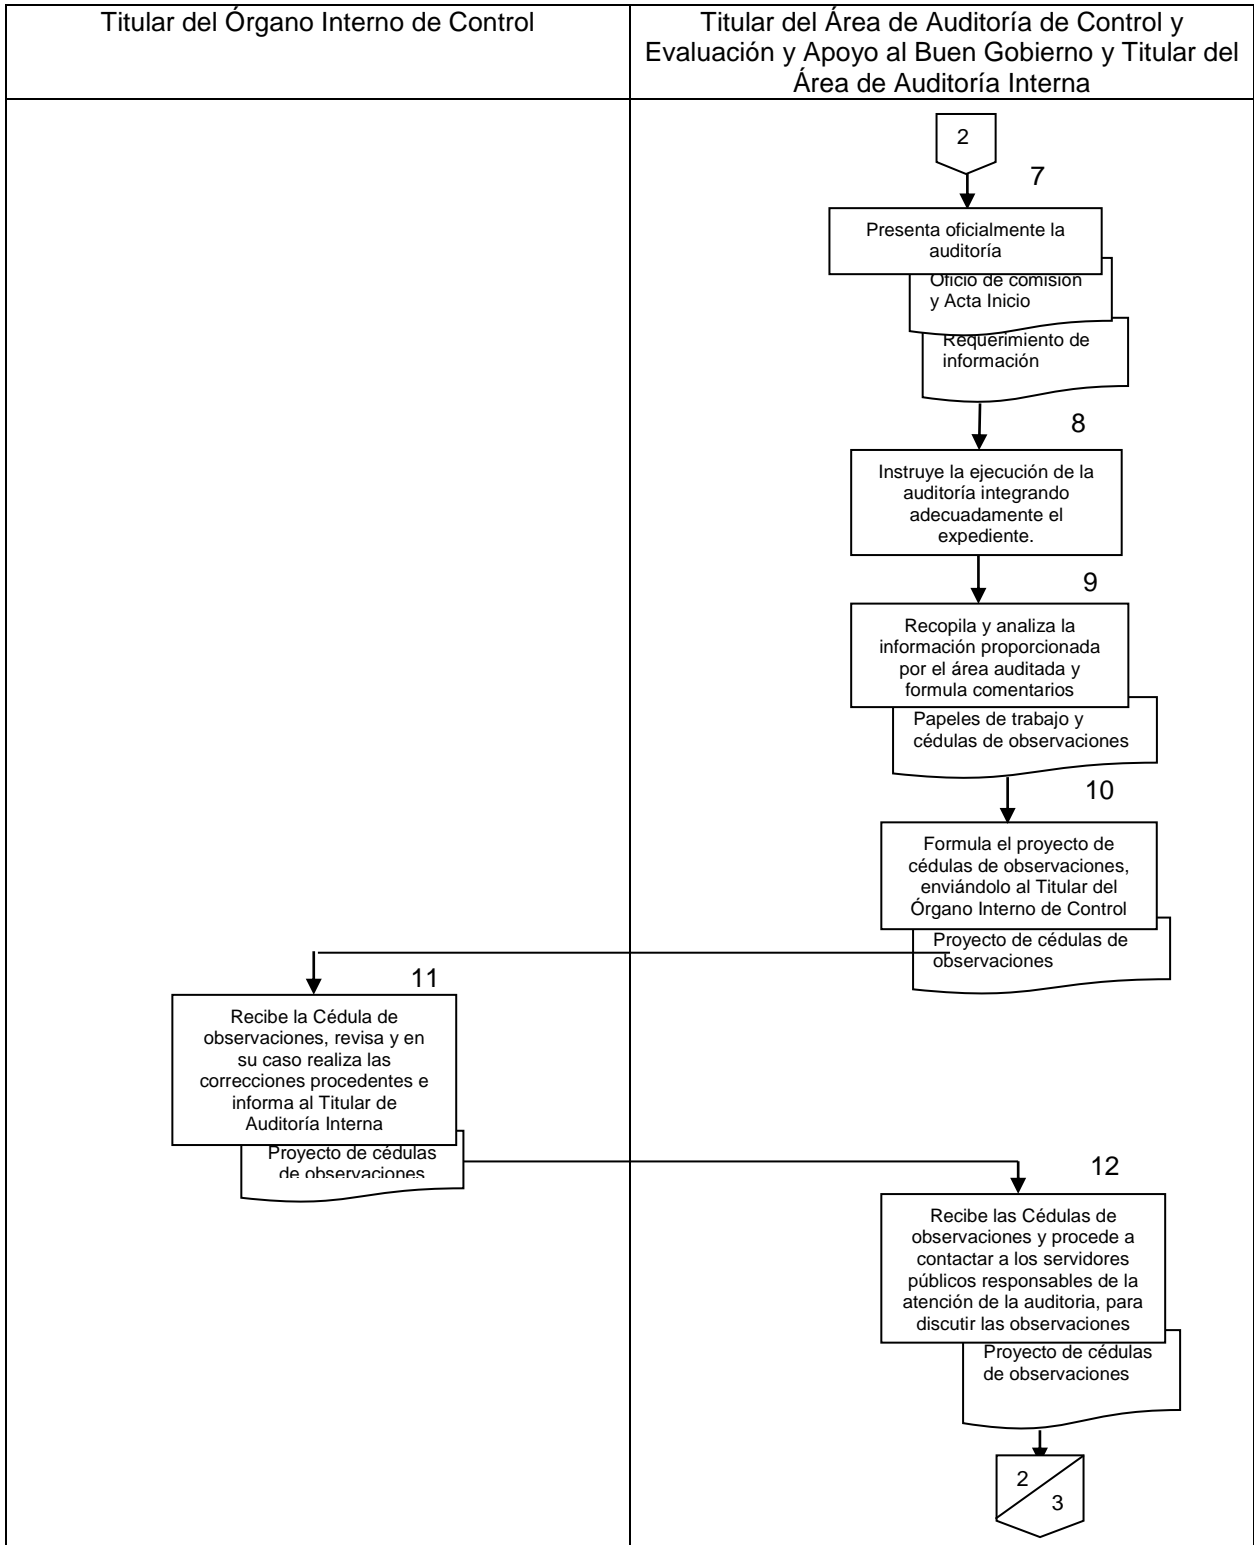 Titular del Órgano Interno de Control
Titular del Área de Auditoría de Control y
Evaluación y Apoyo al Buen Gobierno y Titular del
Área de Auditoría Interna
2
7
Presenta oficialmente la
auditoría
Oficio de comisión
y Acta Inicio
Requerimiento de
información
8
Instruye la ejecución de la
auditoría integrando
adecuadamente el
expediente.
9
Recopila y analiza la
información proporcionada
por el área auditada y
formula comentarios
Papeles de trabajo y
cédulas de observaciones
10
Formula el proyecto de
cédulas de observaciones,
enviándolo al Titular del
Órgano Interno de Control
Proyecto de cédulas de
observaciones
11
Recibe la Cédula de
observaciones, revisa y en
su caso realiza las
correcciones procedentes e
informa al Titular de
Auditoría Interna
Proyecto de cédulas
de observaciones
12
Recibe las Cédulas de
observaciones y procede a
contactar a los servidores
públicos responsables de la
atención de la auditoria, para
discutir las observaciones
Proyecto de cédulas
de observaciones
2
3